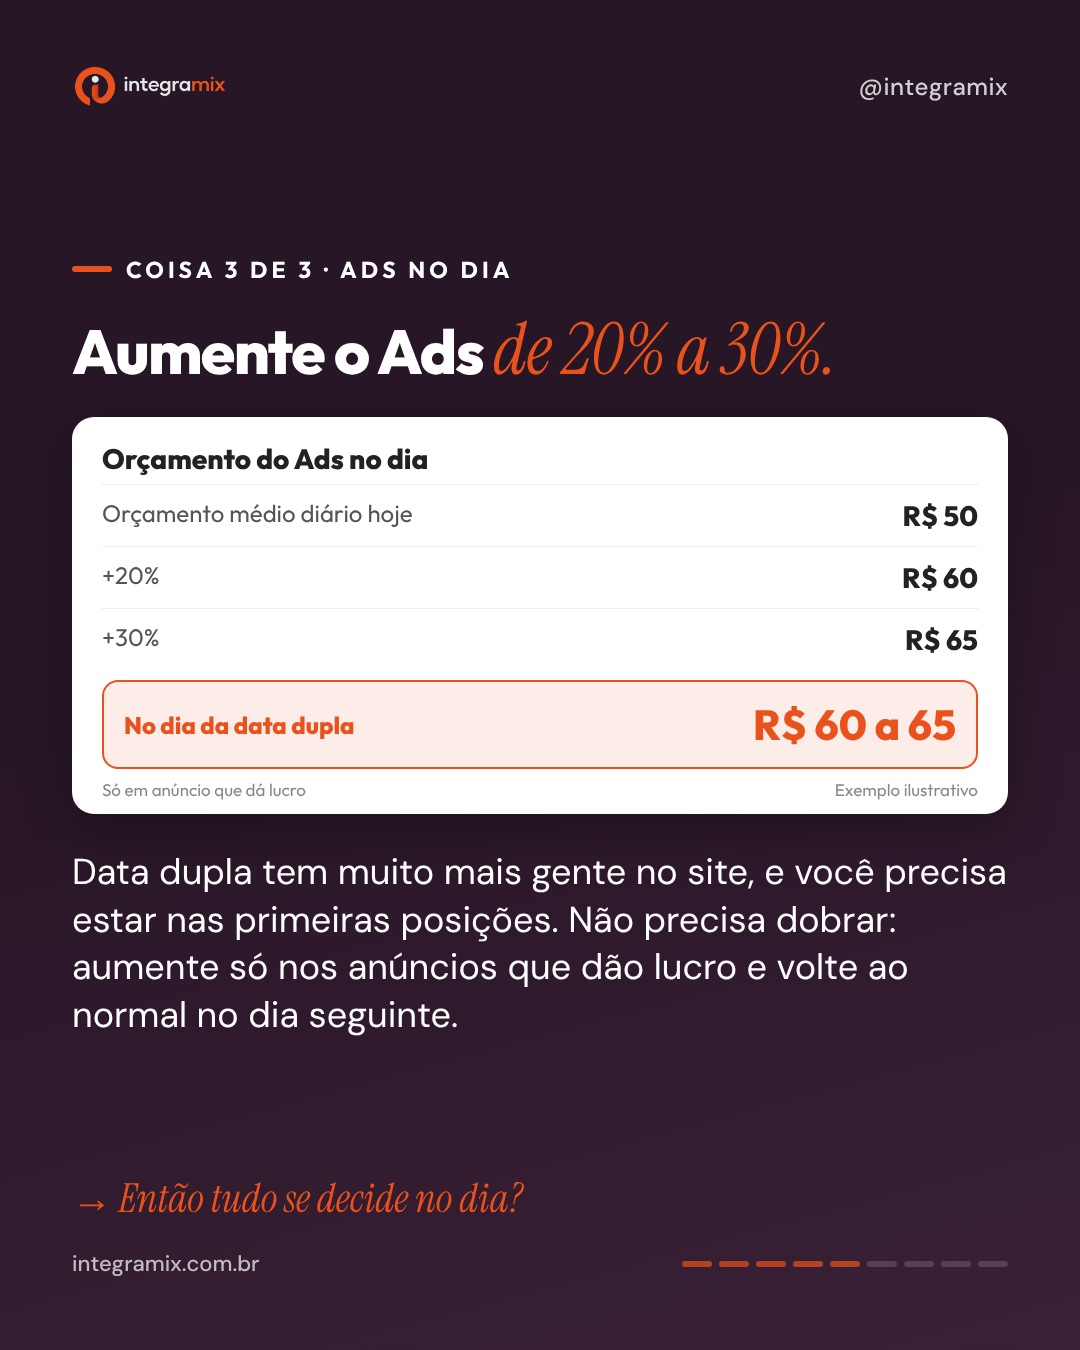 integramix
@integramix
COISA 3 DE 3 · ADS NO DIA
Aumente o Ads de 20% a 30%.
Orçamento do Ads no dia
Orçamento médio diário hoje R$ 50
+20% R$ 60
+30% R$ 65
No dia da data dupla R$ 60 a 65
Só em anúncio que dá lucro Exemplo ilustrativo
Data dupla tem muito mais gente no site, e você precisa
estar nas primeiras posições. Não precisa dobrar:
aumente só nos anúncios que dão lucro e volte ao
normal no dia seguinte.
→ Então tudo se decide no dia?
integramix.com.br